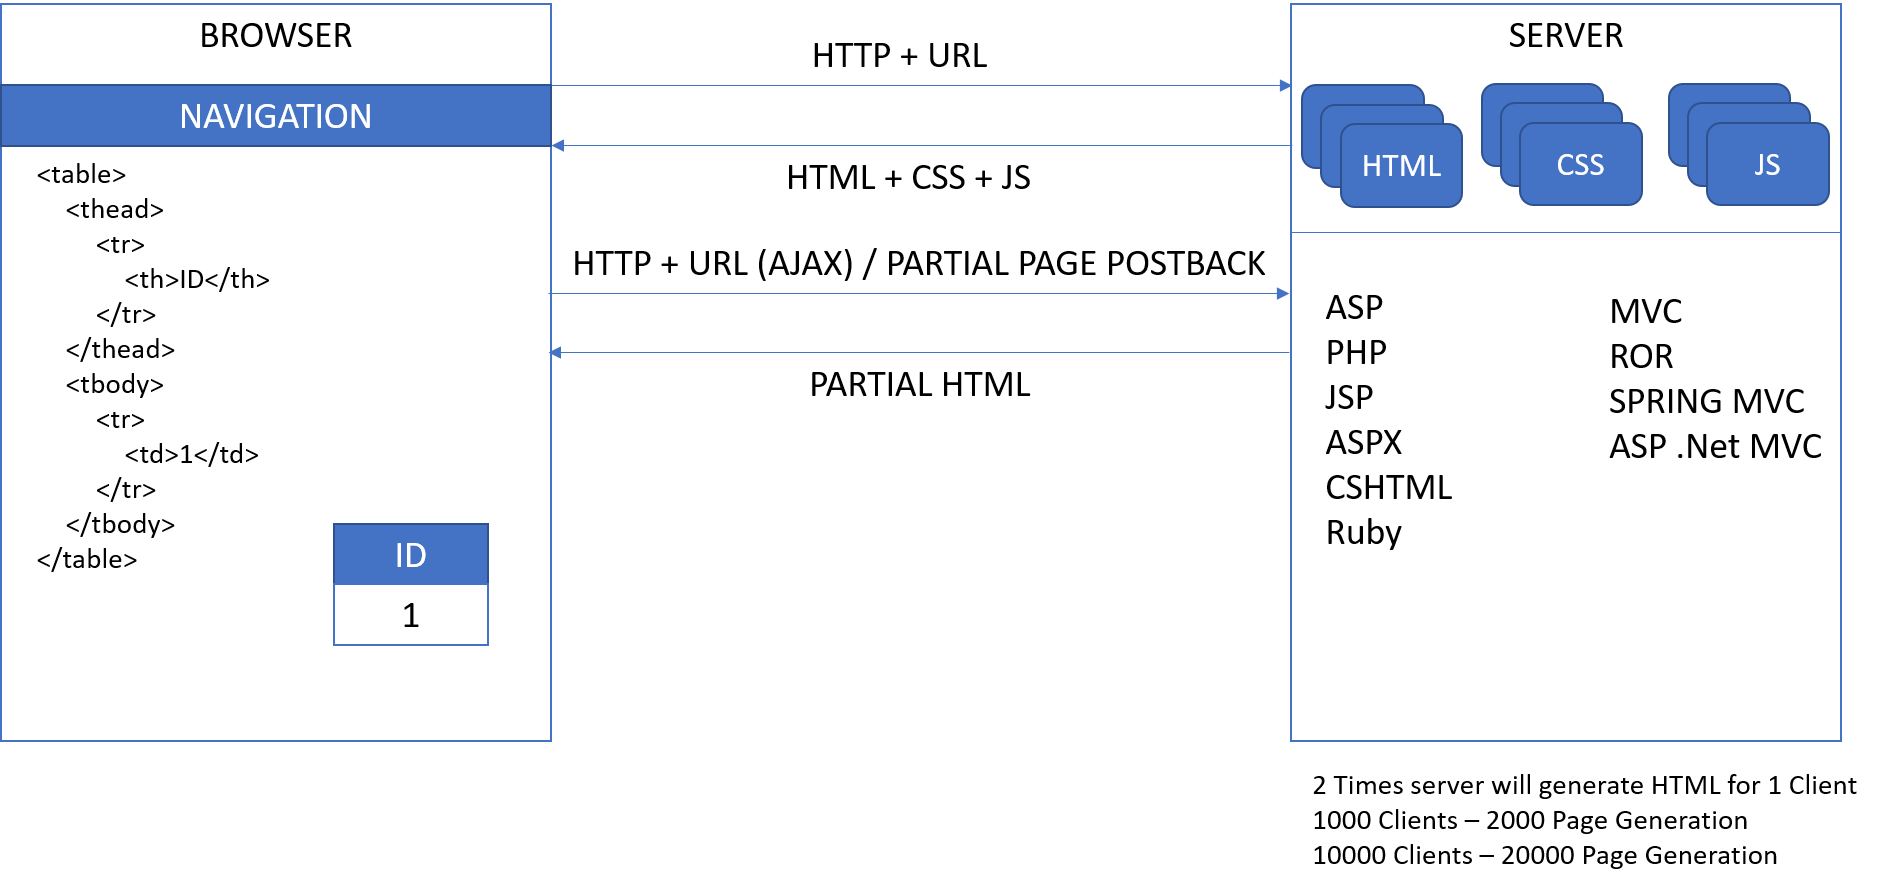 BROWSER
NAVIGATION
<table>
<thead>
<tr>
<th>ID</th>
</tr>
</thead>
<tbody>
<tr>
<td>1</td>
</tr>
</tbody>
</table>
ID
1
HTTP + URL
HTML + CSS + JS
HTTP + URL (AJAX) / PARTIAL PAGE POSTBACK
PARTIAL HTML
SERVER
HTML
CSS
JS
ASP
PHP
JSP
ASPX
CSHTML
Ruby
MVC
ROR
SPRING MVC
ASP .Net MVC
2 Times server will generate HTML for 1 Client
1000 Clients – 2000 Page Generation
10000 Clients – 20000 Page Generation